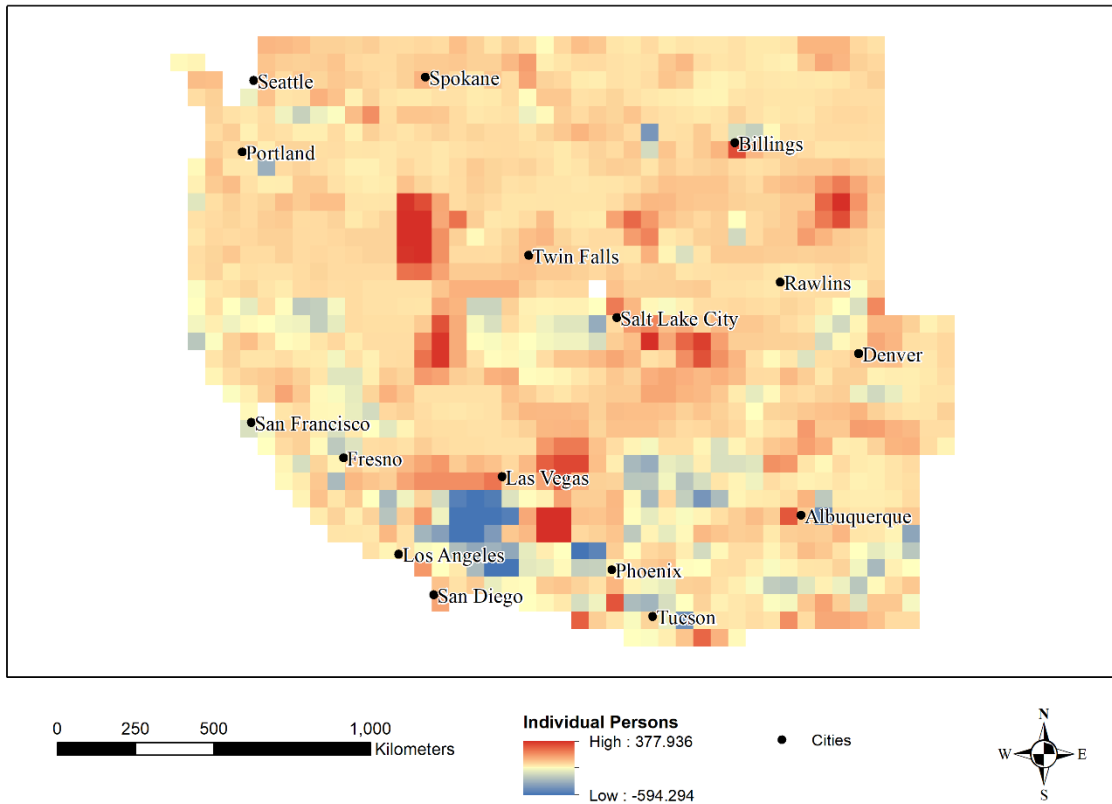 Seattle
Spokane
Portland
Billings
Twin Falls
Rawlins
Salt Lake City
Denver
San Francisco
Fresno
Las Vegas
Albuquerque
Los Angeles
Phoenix
San Diego
Tucson
0 250 500 1,000
Kilometers
Individual Persons
High : 377.936
Low : -594.294
Cities
N
W E
S